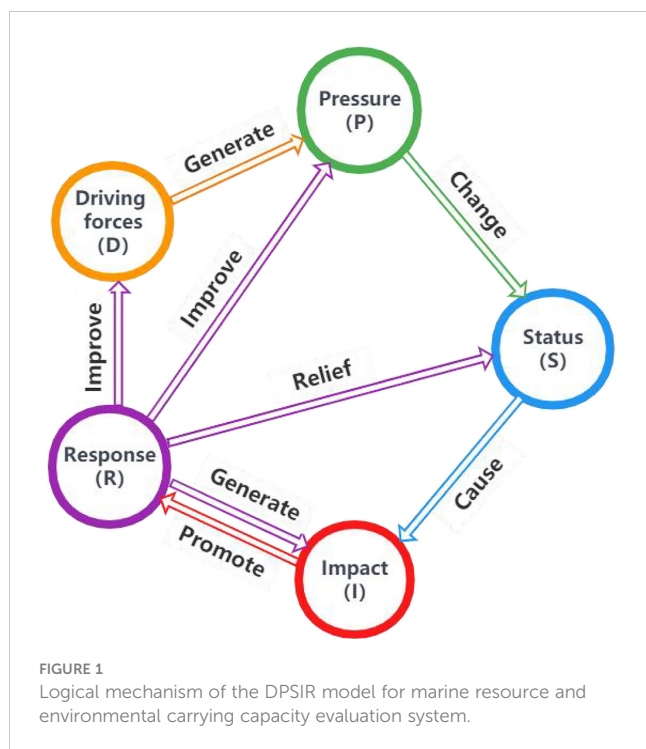 Pressure
(P)
Generate
Driving
forces
(D)
Change
Improve
Improve
Status
(S)
Relief
Response
(R)
Generate
Cause
Promote
Impact
(I)
FIGURE 1
Logical mechanism of the DPSIR model for marine resource and
environmental carrying capacity evaluation system.